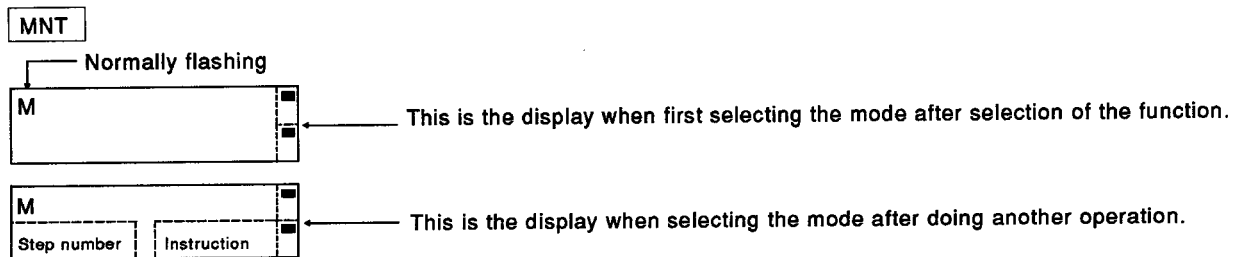 MNT
Normally flashing
M
This is the display when first selecting the mode after selection of the function.
M
This is the display when selecting the mode after doing another operation.
Step number Instruction